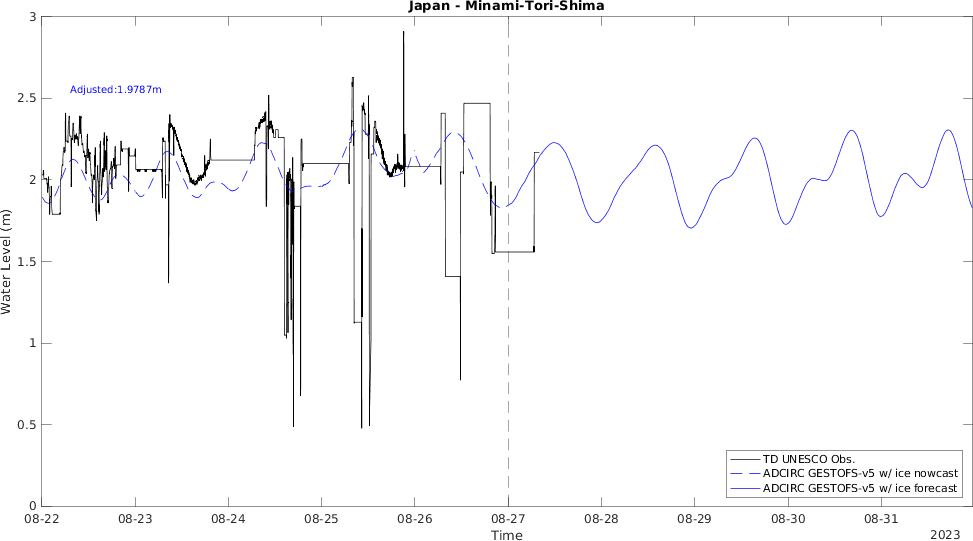 Japan - Minami-Tori-Shima
3
2.5
2
1.5
1
0.5
0
Water Level (m)
Adjusted:1.9787m
TD UNESCO Obs.
ADCIRC GESTOFS-v5 w/ ice nowcast
ADCIRC GESTOFS-v5 w/ ice forecast
08-22 08-23 08-24 08-25 08-26 08-27 08-28 08-29 08-30 08-31
Time
2023